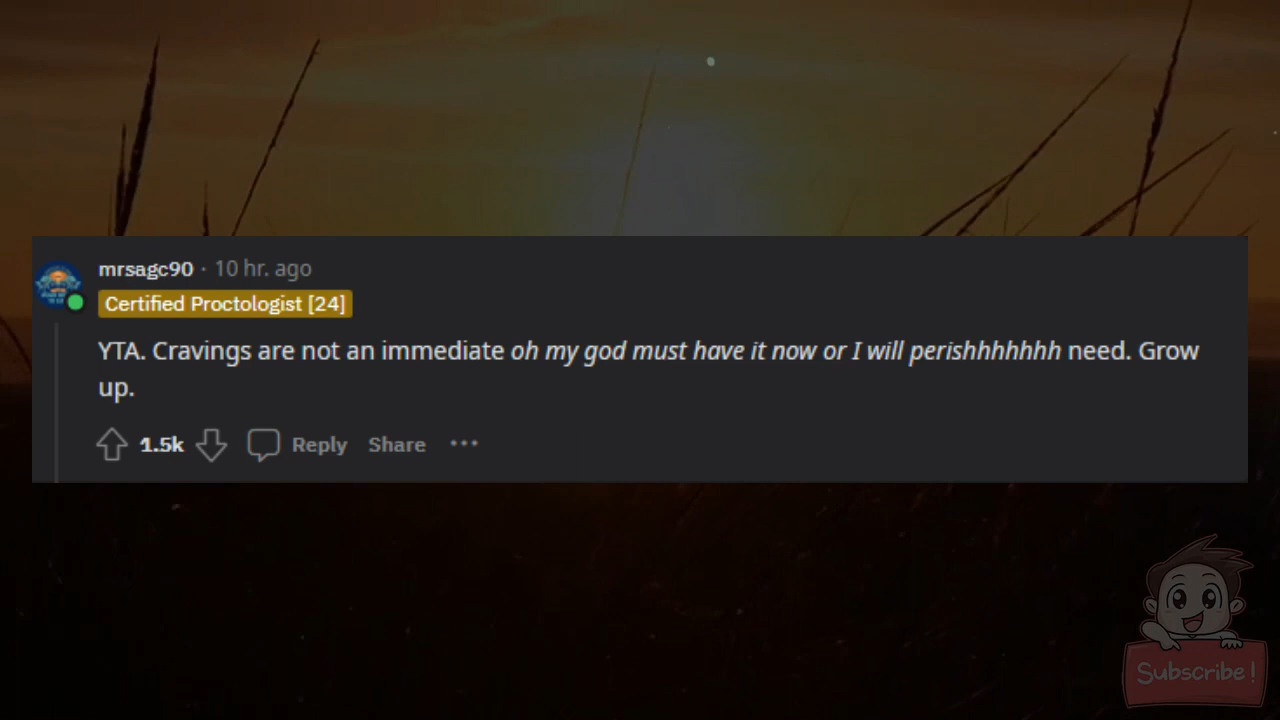 mrsagc90 · 10 hr. ago
Certified Proctologist [24]
YTA. Cravings are not an immediate oh my god must have it now or I will perishhhhhhh need. Grow
up.
1.5k Reply Share ···
Subscribe!